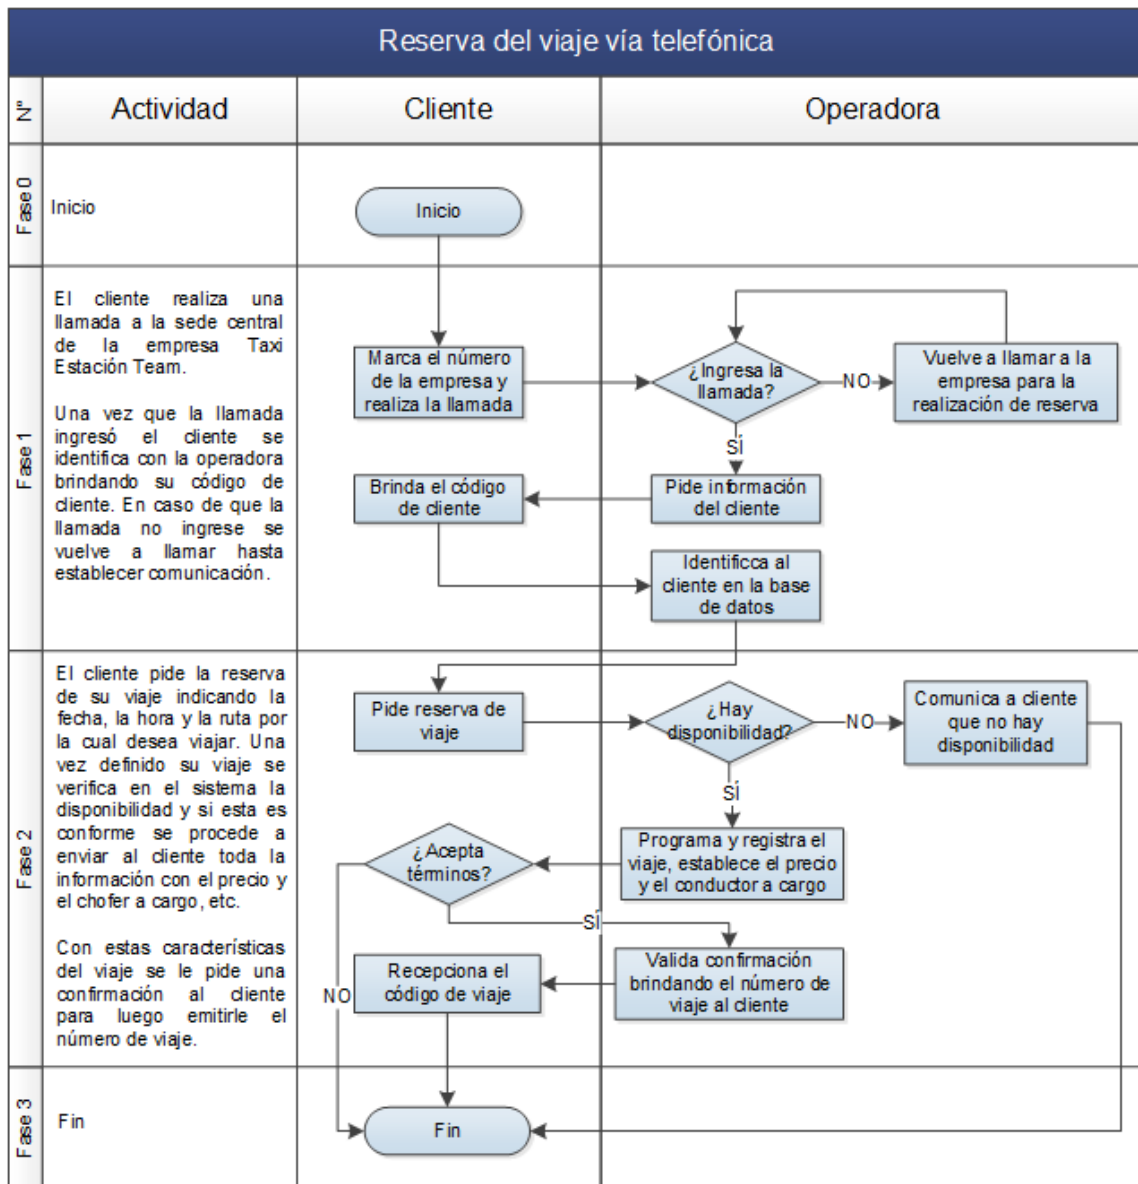 Reserva del viaje vía telefónica
Nº
Actividad
Cliente
Operadora
Fase 0
Inicio
Inicio
Fase 1
El cliente realiza una
llamada a la sede central
de la empresa Taxi
Estación Team.
Una vez que la llamada
ingresó el cliente se
identifica con la operadora
brindando su código de
cliente. En caso de que la
llamada no ingrese se
vuelve a llamar hasta
establecer comunicación.
Marca el número
de la empresa y
realiza la llamada
¿Ingresa la
llamada?
NO
Vuelve a llamar a la
empresa para la
realización de reserva
SÍ
Pide información
del cliente
Brinda el código
de cliente
Identificca al
cliente en la base
de datos
Fase 2
El cliente pide la reserva
de su viaje indicando la
fecha, la hora y la ruta por
la cual desea viajar. Una
vez definido su viaje se
verifica en el sistema la
disponibilidad y si esta es
conforme se procede a
enviar al cliente toda la
información con el precio y
el chofer a cargo, etc.
Con estas características
del viaje se le pide una
confirmación al cliente
para luego emitirle el
número de viaje.
Pide reserva de
viaje
¿Hay
disponibilidad?
NO
Comunica a cliente
que no hay
disponibilidad
SÍ
Programa y registra el
viaje, establece el precio
y el conductor a cargo
¿Acepta
términos?
SÍ
Valida confirmación
brindando el número de
viaje al cliente
Recepciona el
código de viaje
NO
Fase 3
Fin
Fin